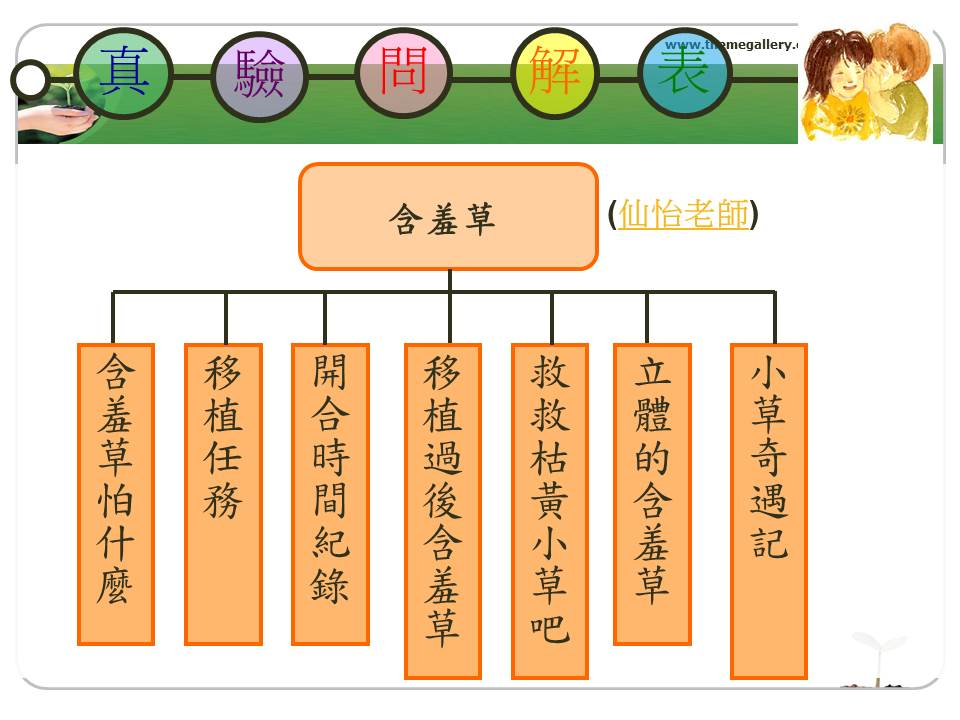 www.themegallery.c
真驗問解表
含羞草
(仙怡老師)
含羞草怕什麼
移植任務
開合時間紀錄
移植過後含羞草
救救枯黃小草吧
立體的含羞草
小草奇遇記